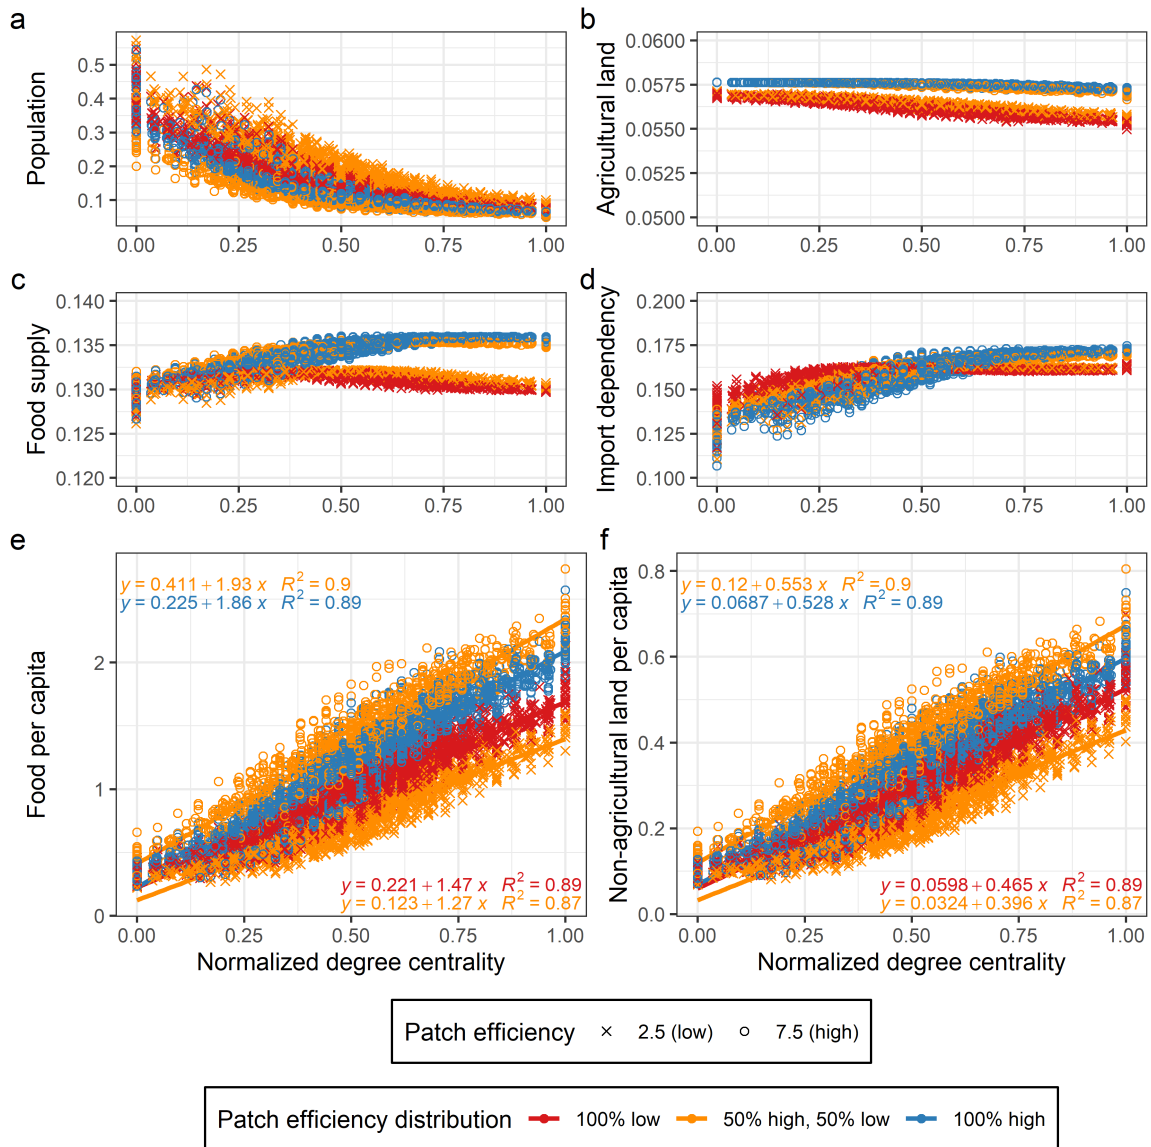 a
Population
0.5
0.4
0.3
0.2
0.1
0.00 0.25 0.50 0.75 1.00
b
Agricultural land
0.0600
0.0575
0.0550
0.0525
0.0500
0.00 0.25 0.50 0.75 1.00
c
Food supply
0.140
0.135
0.130
0.125
0.120
0.00 0.25 0.50 0.75 1.00
d
Import dependency
0.200
0.175
0.150
0.125
0.100
0.00 0.25 0.50 0.75 1.00
e
Food per capita
y = 0.411 + 1.93 x R² = 0.9
y = 0.225 + 1.86 x R² = 0.89
2
1
0
y = 0.221 + 1.47 x R² = 0.89
y = 0.123 + 1.27 x R² = 0.87
0.00 0.25 0.50 0.75 1.00
Normalized degree centrality
f
Non-agricultural land per capita
0.8
y = 0.12 + 0.553 x R² = 0.9
y = 0.0687 + 0.528 x R² = 0.89
0.6
0.4
0.2
0.0
y = 0.0598 + 0.465 x R² = 0.89
y = 0.0324 + 0.396 x R² = 0.87
0.00 0.25 0.50 0.75 1.00
Normalized degree centrality
Patch efficiency 2.5 (low) 7.5 (high)
Patch efficiency distribution 100% low 50% high, 50% low 100% high